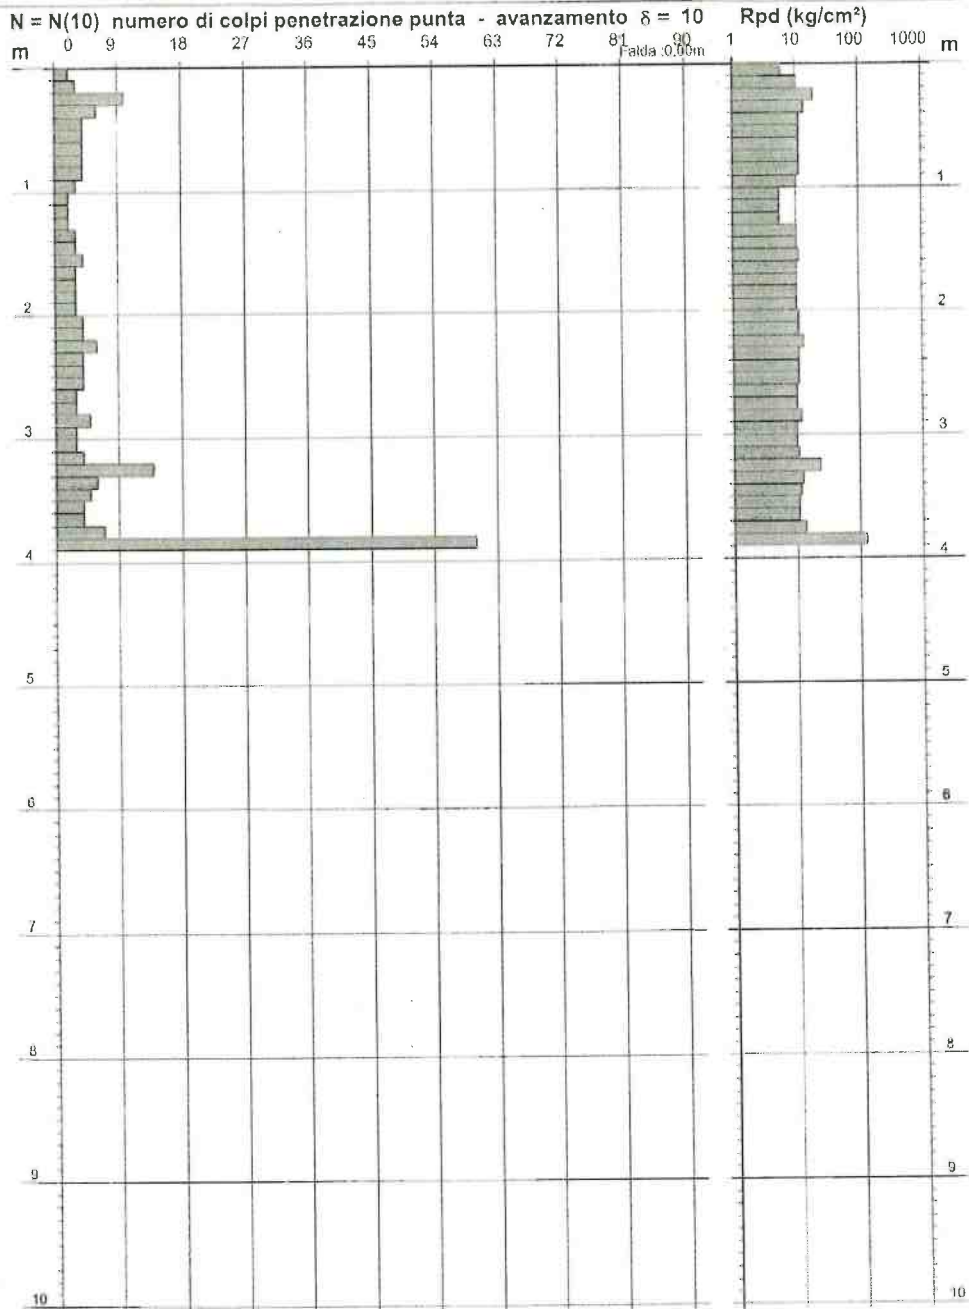 N = N(10) numero di colpi penetrazione punta - avanzamento δ = 10
Rpd (kg/cm²)
m 0 9 18 27 36 45 54 63 72 81 90
Falda :0.00m
1 10 100 1000 m
1 1
2 2
3 3
4 4
5 5
6 6
7 7
8 8
9 9
10 10